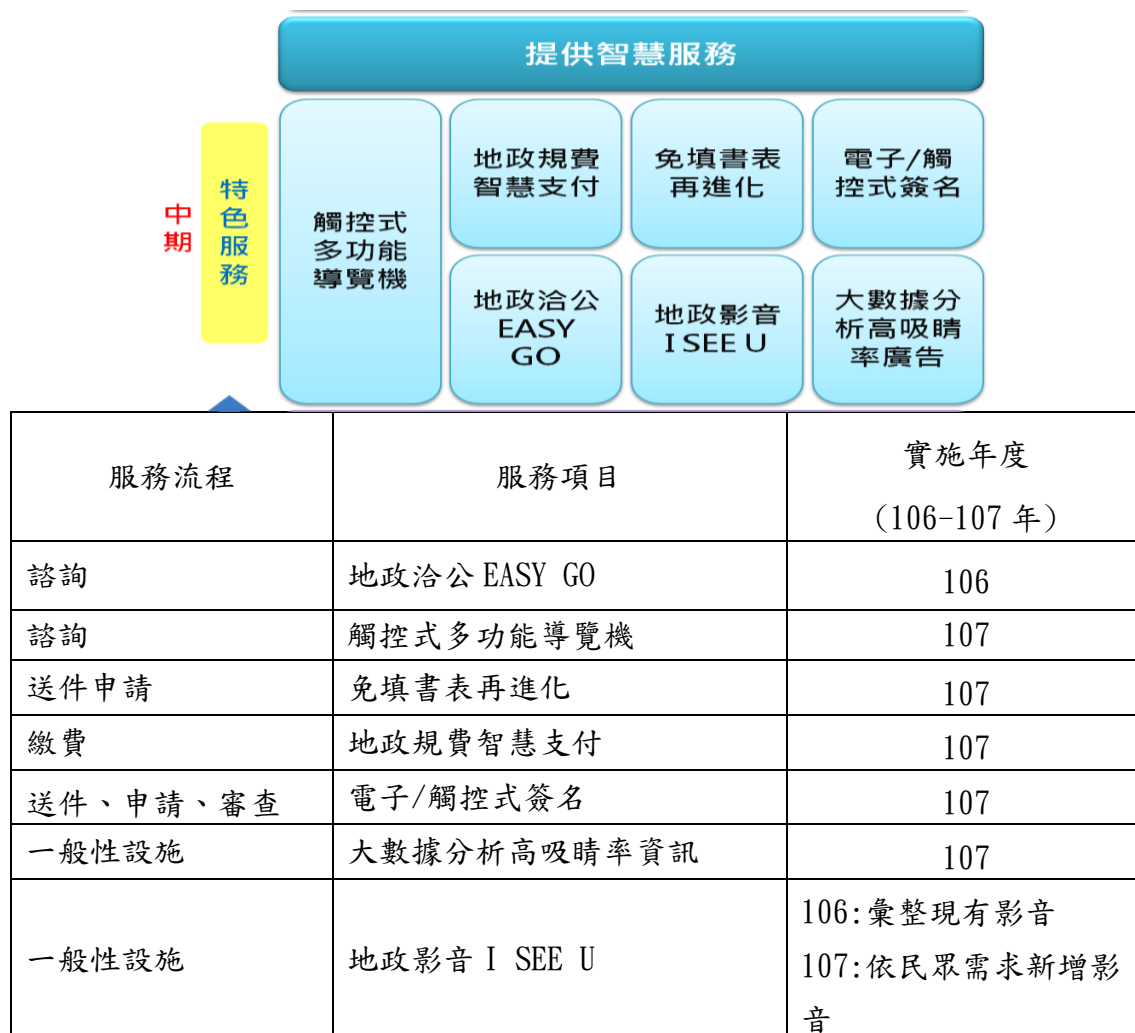 提供智慧服務
中
期
特
色
服
務
觸控式
多功能
導覽機
地政規費
智慧支付
免填書表
再進化
電子/觸
控式簽名
地政洽公
EASY
GO
地政影音
I SEE U
大數據分
析高吸睛
率廣告
服務流程
服務項目
實施年度
(106-107 年)
諮詢
地政洽公 EASY GO
106
諮詢
觸控式多功能導覽機
107
送件申請
免填書表再進化
107
繳費
地政規費智慧支付
107
送件、申請、審查
電子/觸控式簽名
107
一般性設施
大數據分析高吸睛率資訊
107
一般性設施
地政影音 I SEE U
106:彙整現有影音
107:依民眾需求新增影
音